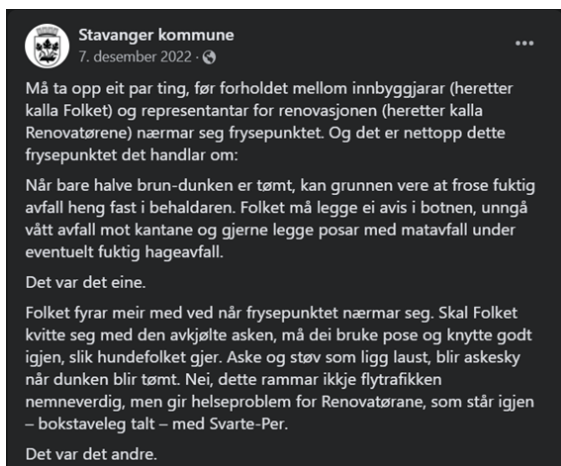 Stavanger kommune
7. desember 2022 ·
Må ta opp eit par ting, før forholdet mellom innbyggjarar (heretter
kalla Folket) og representantar for renovasjonen (heretter kalla
Renovatørene) nærmar seg frysepunktet. Og det er nettopp dette
frysepunktet det handlar om:
Når bare halve brun-dunken er tømt, kan grunnen vere at frose fuktig
avfall heng fast i behaldaren. Folket må legge ei avis i botnen, unngå
vått avfall mot kantane og gjerne legge posar med matavfall under
eventuelt fuktig hageavfall.
Det var det eine.
Folket fyrar meir med ved når frysepunktet nærmar seg. Skal Folket
kvitte seg med den avkjølte asken, må dei bruke pose og knytte godt
igjen, slik hundefolket gjer. Aske og støv som ligg laust, blir askesky
når dunken blir tømt. Nei, dette rammar ikkje flytrafikken
nemneverdig, men gir helseproblem for Renovatørane, som står igjen
– bokstaveleg talt – med Svarte-Per.
Det var det andre.